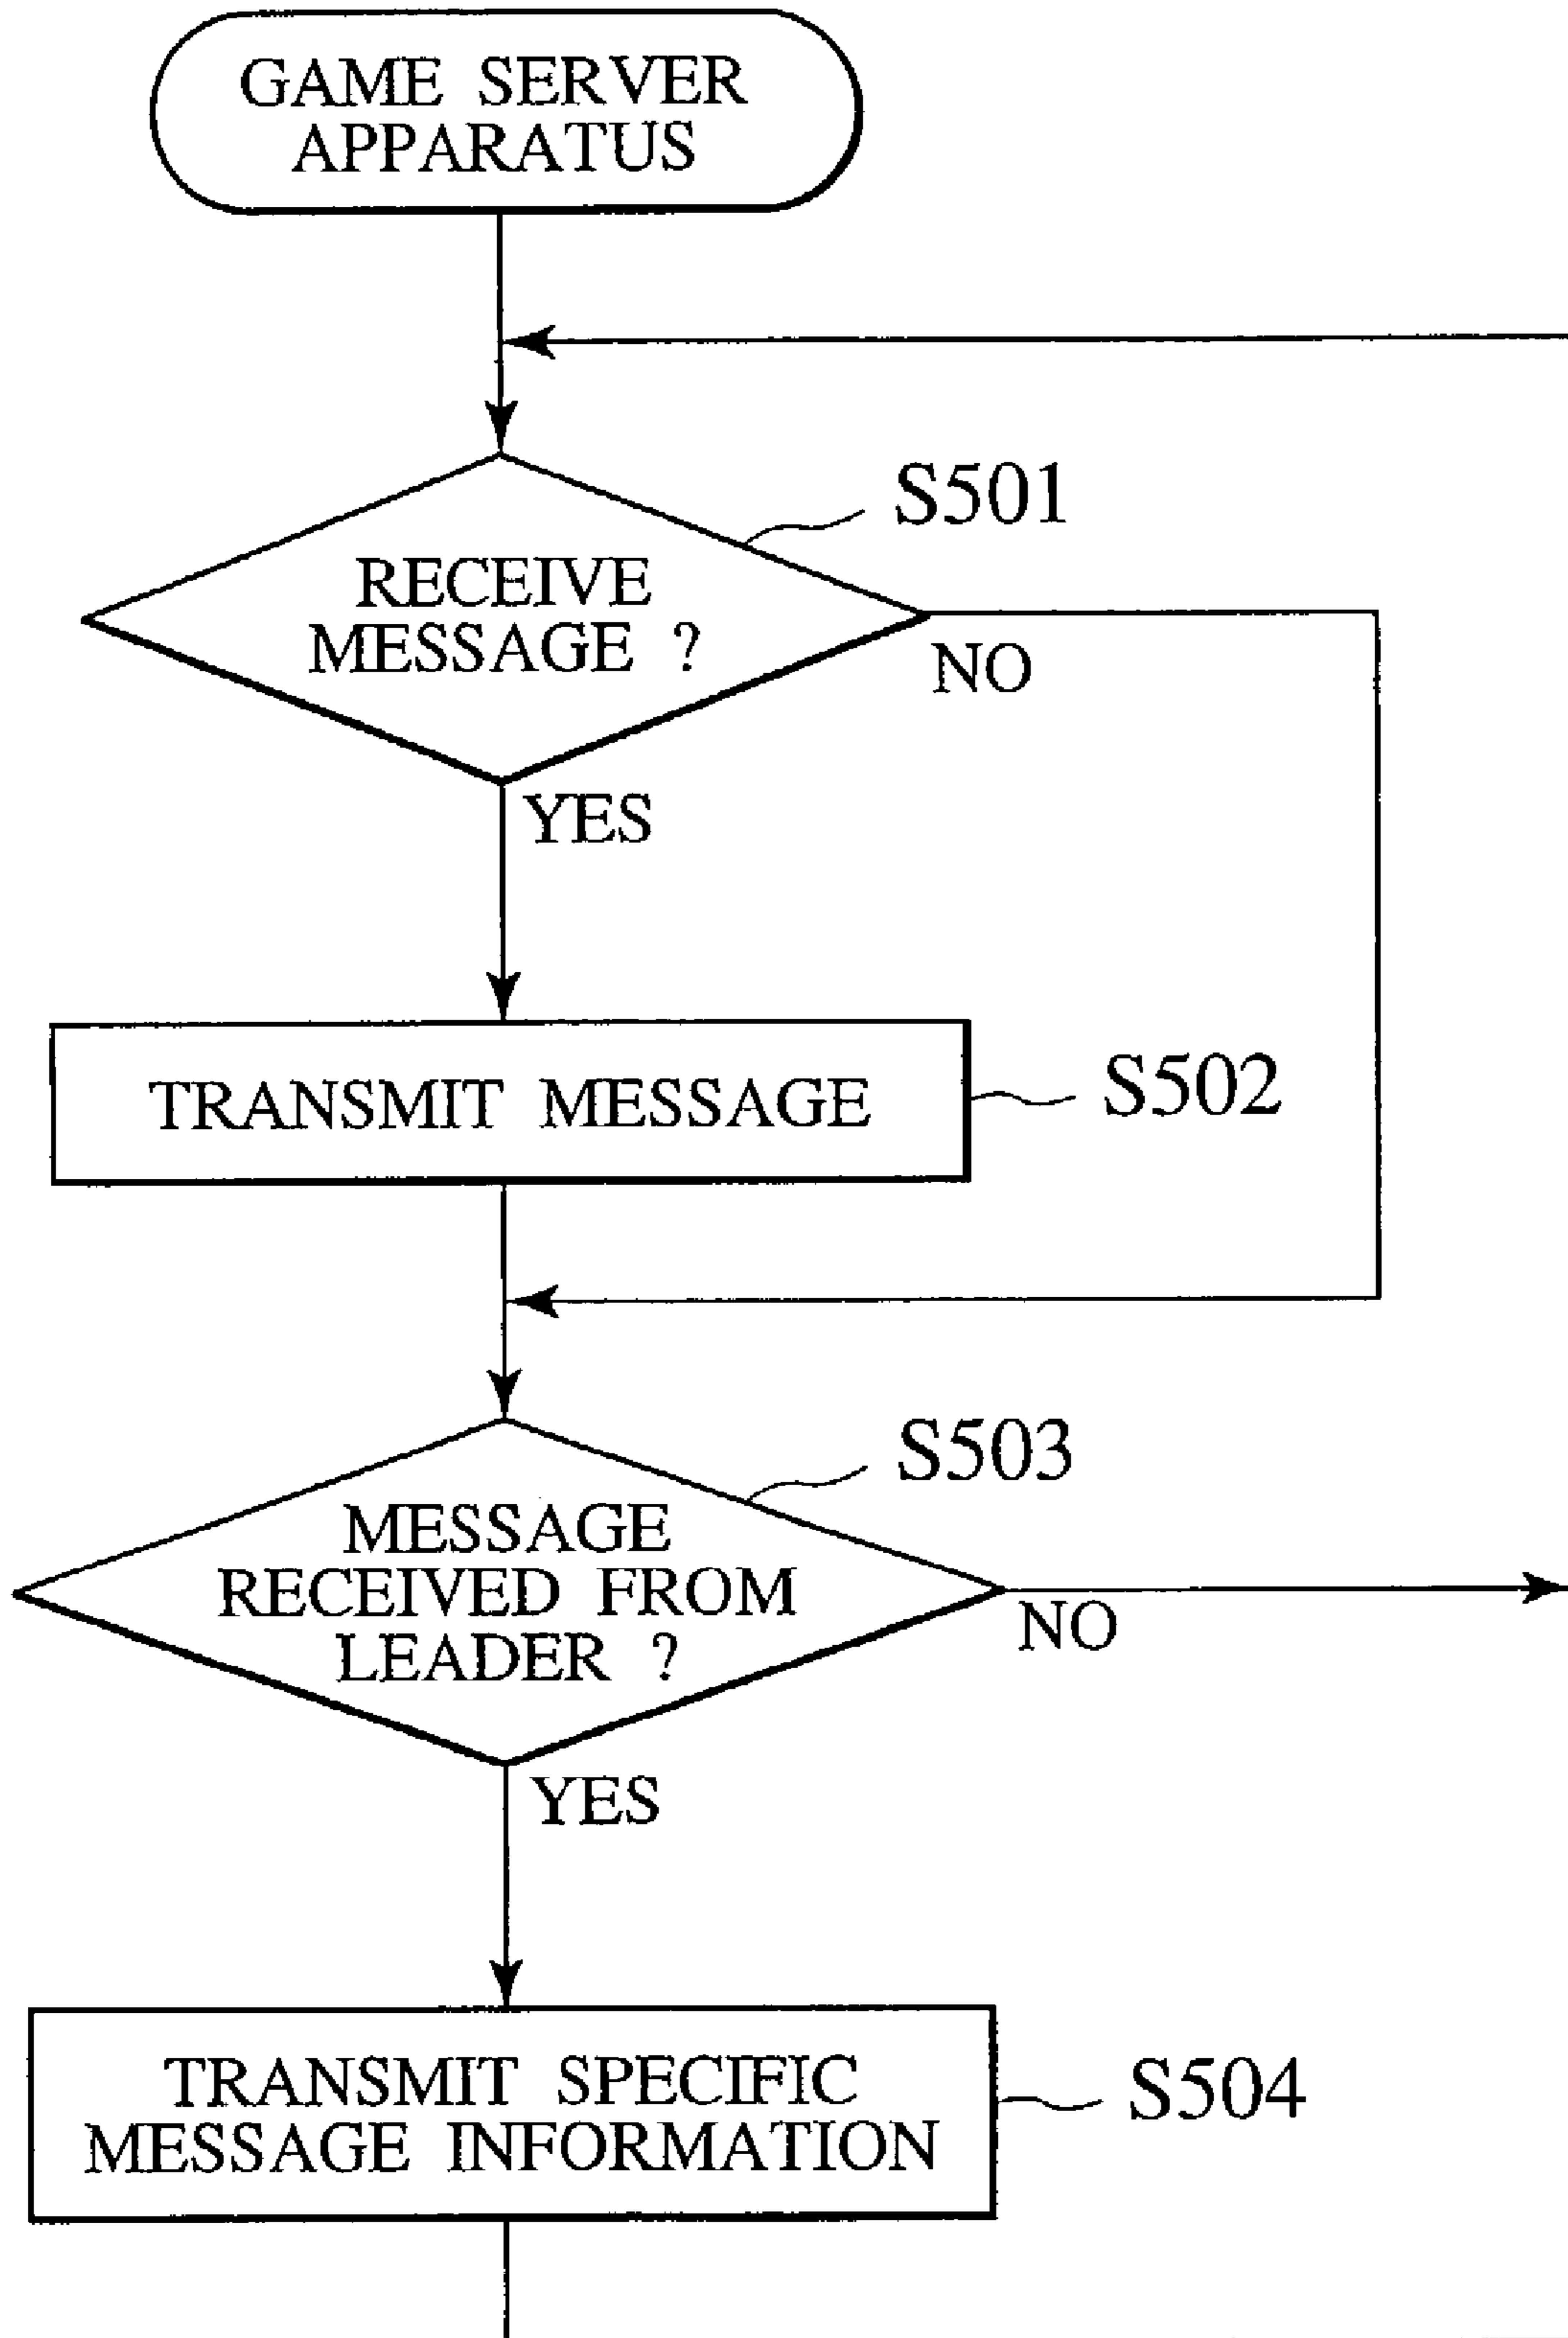 GAME SERVER
APPARATUS
S501
RECEIVE
MESSAGE ?
NO
YES
TRANSMIT MESSAGE
S502
S503
MESSAGE
RECEIVED FROM
LEADER ?
NO
YES
TRANSMIT SPECIFIC
MESSAGE INFORMATION
S504